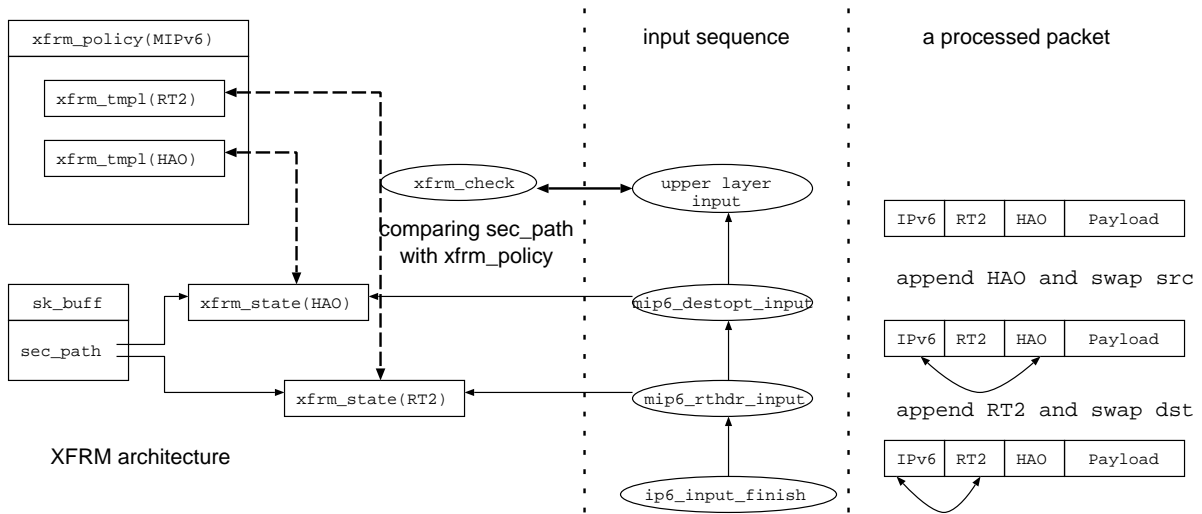 xfrm_policy(MIPv6)
xfrm_tmpl(RT2)
xfrm_tmpl(HAO)
sk_buff
sec_path
xfrm_state(HAO)
xfrm_state(RT2)
XFRM architecture
xfrm_check
comparing sec_path
with xfrm_policy
input sequence
upper layer
input
mip6_destopt_input
mip6_rthdr_input
ip6_input_finish
a processed packet
IPv6 RT2 HAO Payload
append HAO and swap src
IPv6 RT2 HAO Payload
append RT2 and swap dst
IPv6 RT2 HAO Payload